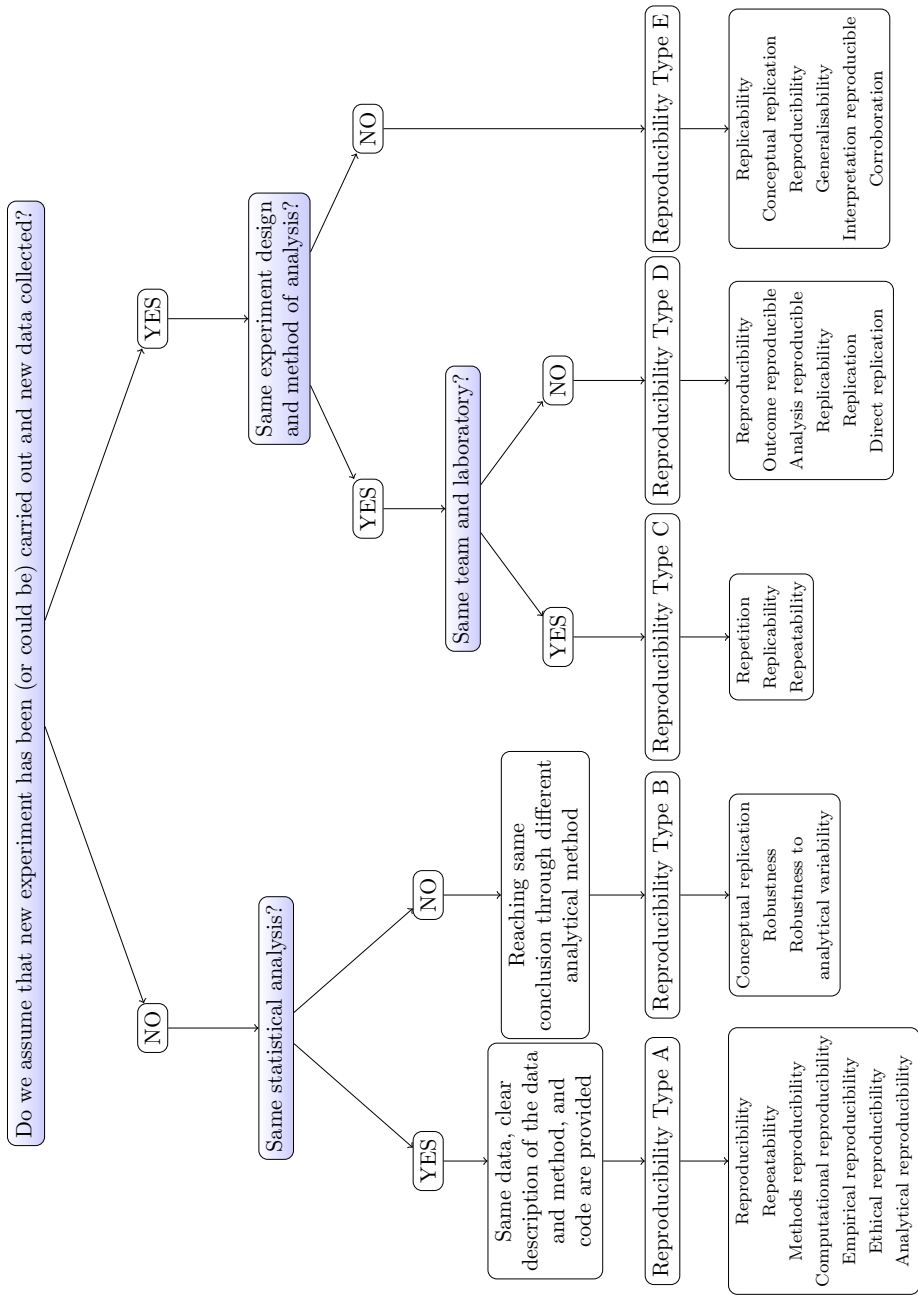 Do we assume that new experiment has been (or could be) carried out and new data collected?
NO
YES
Same statistical analysis?
Same experiment design
and method of analysis?
YES
NO
YES
NO
Same data, clear
description of the data
and method, and
code are provided
Reaching same
conclusion through different
analytical method
Same team and laboratory?
YES
NO
Reproducibility Type A
Reproducibility Type B
Reproducibility Type C
Reproducibility Type D
Reproducibility Type E
Reproducibility
Repeatability
Methods reproducibility
Computational reproducibility
Empirical reproducibility
Ethical reproducibility
Analytical reproducibility
Conceptual replication
Robustness
Robustness to
analytical variability
Repetition
Replicability
Repeatability
Reproducibility
Outcome reproducible
Analysis reproducible
Replicability
Replication
Direct replication
Replicability
Conceptual replication
Reproducibility
Generalisability
Interpretation reproducible
Corroboration